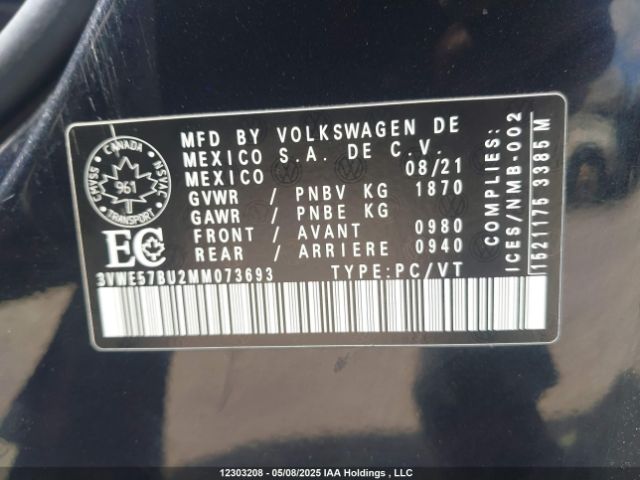 MFD BY VOLKSWAGEN DE
MEXICO S.A. DE C.V.
MEXICO 08/21
GVWR / PNBV KG 1870
GAWR / PNBE KG
FRONT / AVANT 0980
REAR / ARRIERE 0940
3VWE57BU2MM073693 TYPE:PC/VT
CANADA
CMVSS
NSVAC
961
TRANSPORT
EC
COMPLIES:
ICES/NMB-002
1521175 3385 M
12303208 - 05/08/2025 IAA Holdings , LLC